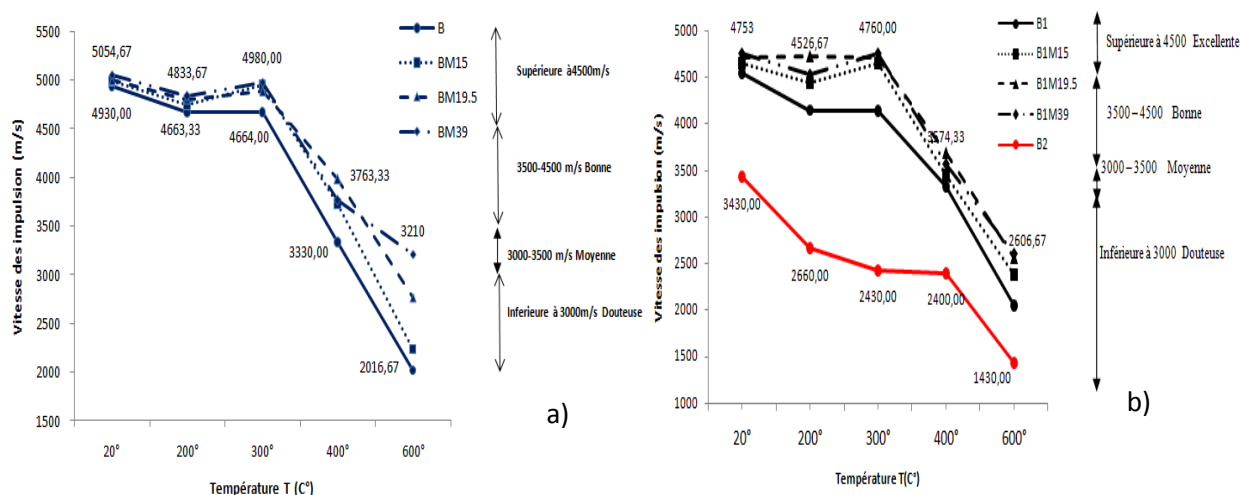 Vitesse des impulsion (m/s)
5500
5000
4500
4000
3500
3000
2500
2000
1500
20°
200°
300°
400°
600°
Température T (C°)
5054,67
4833,67
4980,00
4930,00
4663,33
4664,00
3763,33
3330,00
3210
2016,67
B
BM15
BM19.5
BM39
Supérieure à4500m/s
3500-4500 m/s Bonne
3000-3500 m/s Moyenne
Inferieure à 3000m/s Douteuse
a)
Vitesse des impulsion (m/s)
5000
4500
4000
3500
3000
2500
2000
1500
1000
20°
200°
300°
400°
600°
Température T(C°)
4753
4526,67
4760,00
3574,33
2606,67
3430,00
2660,00
2430,00
2400,00
1430,00
B1
B1M15
B1M19.5
B1M39
B2
Supérieure à 4500 Excellente
3500–4500 Bonne
3000–3500 Moyenne
Inférieure à 3000 Douteuse
b)